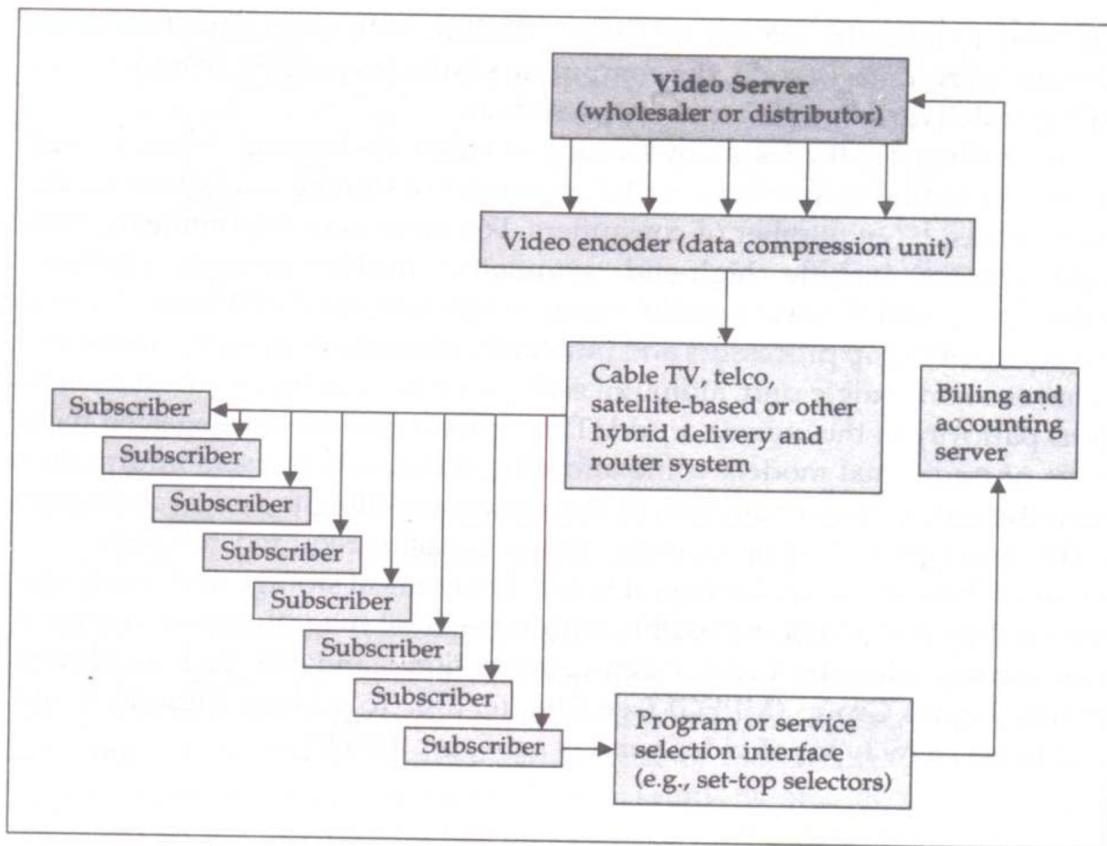 Video Server
(wholesaler or distributor)
Video encoder (data compression unit)
Cable TV, telco,
satellite-based or other
hybrid delivery and
router system
Billing and
accounting
server
Subscriber
Subscriber
Subscriber
Subscriber
Subscriber
Subscriber
Subscriber
Subscriber
Program or service
selection interface
(e.g., set-top selectors)